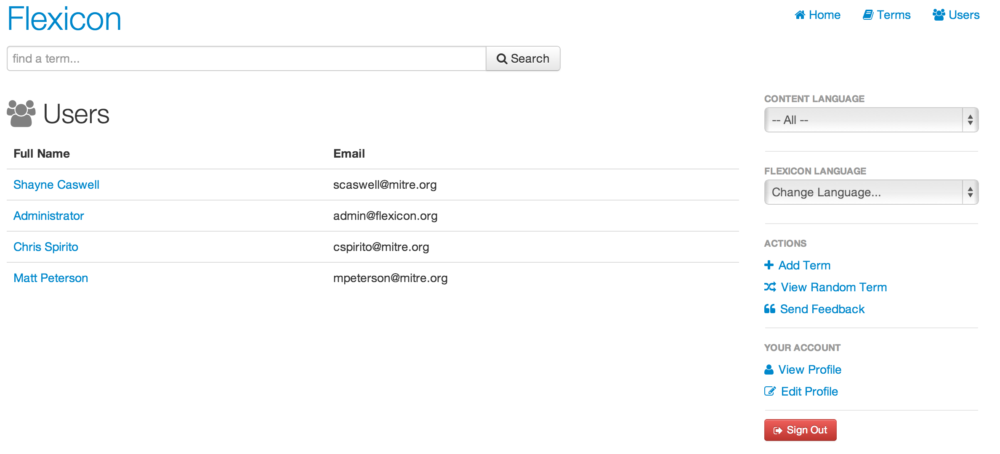 Flexicon
Home Terms Users
find a term...
Search
Users
Full Name Email
Shayne Caswell scaswell@mitre.org
Administrator admin@flexicon.org
Chris Spirito cspirito@mitre.org
Matt Peterson mpeterson@mitre.org
CONTENT LANGUAGE
-- All --
FLEXICON LANGUAGE
Change Language...
ACTIONS
Add Term
View Random Term
Send Feedback
YOUR ACCOUNT
View Profile
Edit Profile
Sign Out